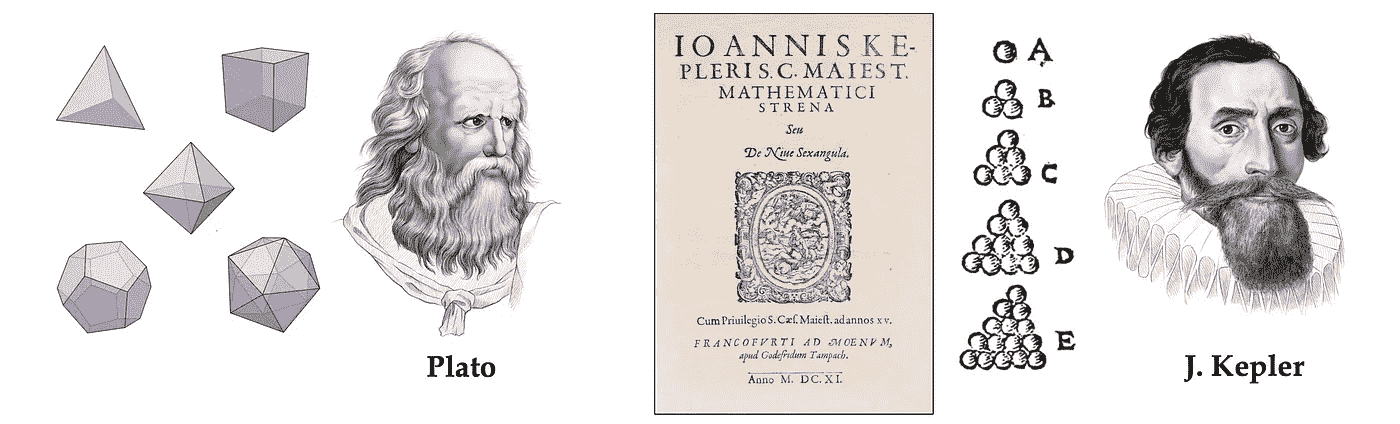 Plato
IOANNIS KE-
PLERI S. C. MAIEST.
MATHEMATICI
STRENA
Seu
De Niue Sexangula.
Cum Priuilegio S. Cæs. Maiest. ad annos xv.
FRANCOFVRTI AD MOENVM,
apud Godefridum Tampach.
Anno M. DC. XI.
A
B
C
D
E
J. Kepler